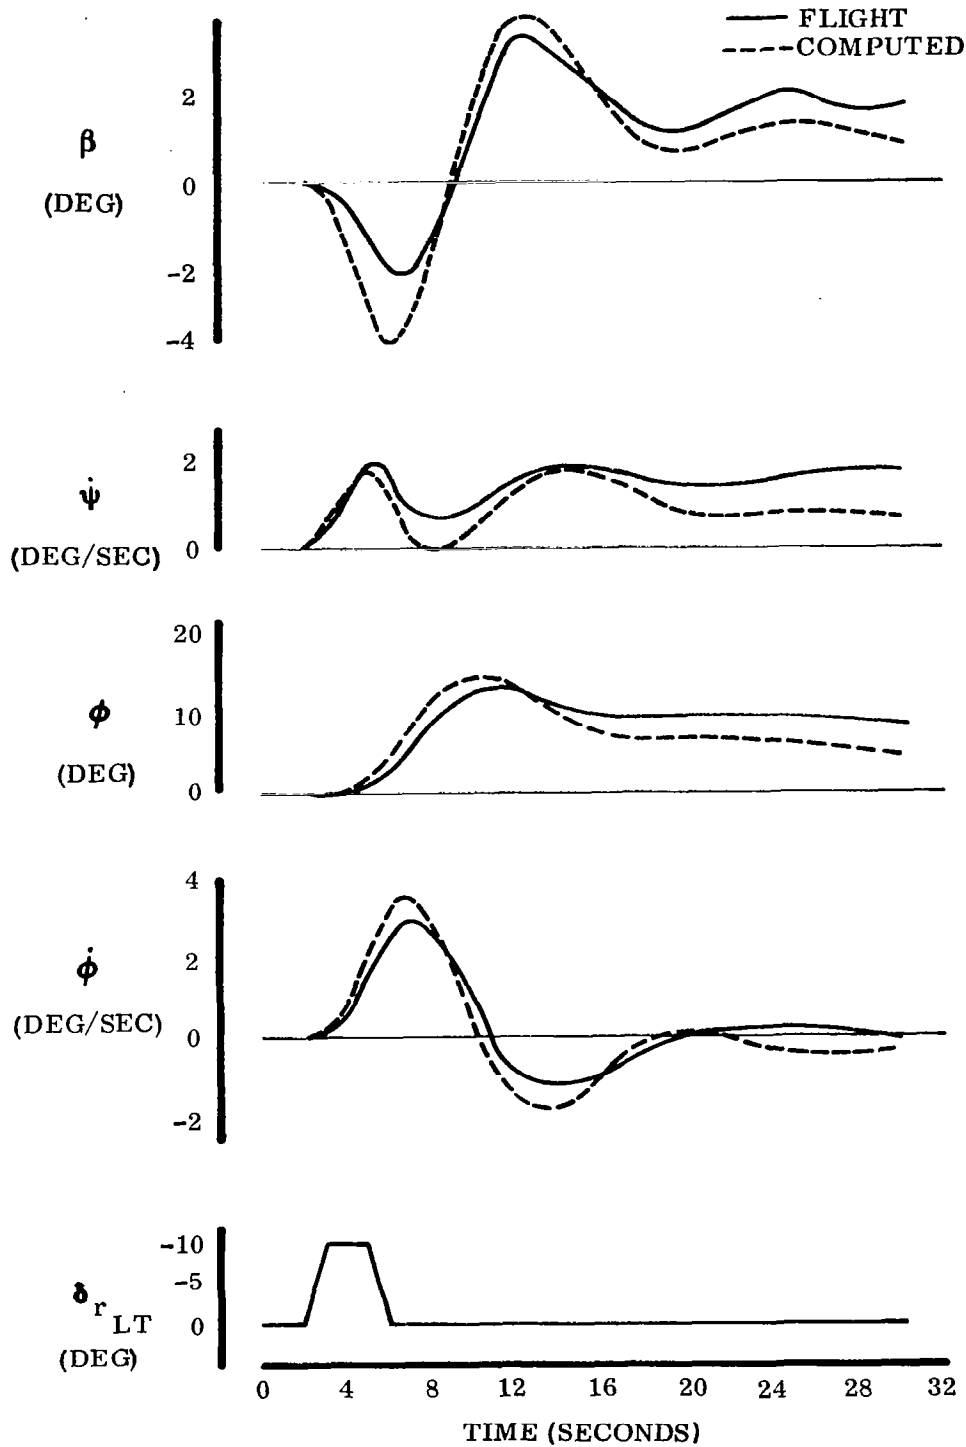 FLIGHT
COMPUTED
β
(DEG)
2
0
-2
-4
ψ̇
(DEG/SEC)
2
0
ϕ
(DEG)
20
10
0
ϕ̇
(DEG/SEC)
4
2
0
-2
δr LT
(DEG)
-10
-5
0
0 4 8 12 16 20 24 28 32
TIME (SECONDS)